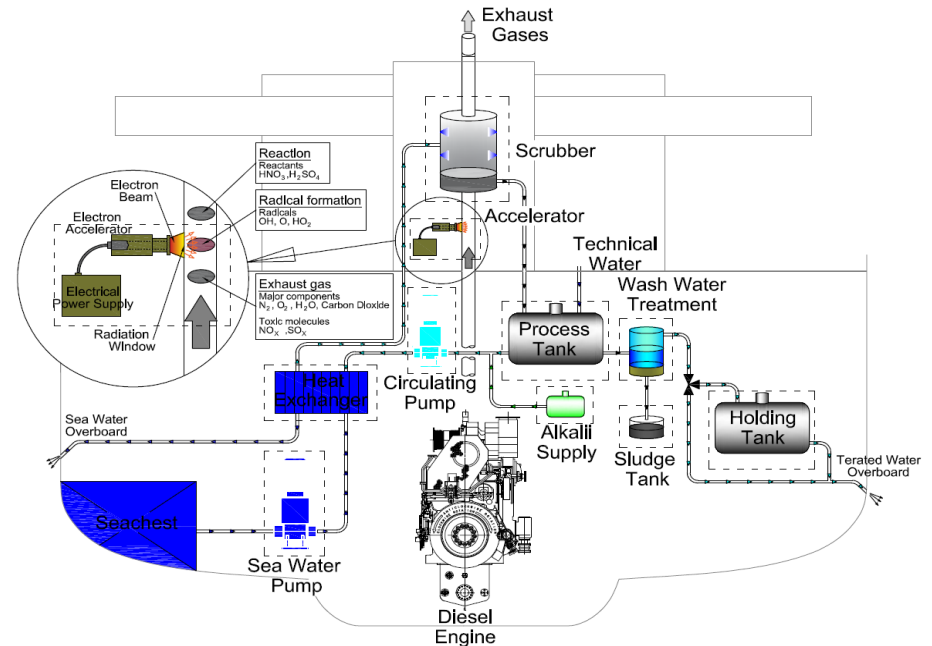 Exhaust
Gases
Scrubber
Reaction
Reactants
HNO₃,H₂SO₄
Electron
Beam
Radical formation
Radicals
OH, O, HO₂
Electron
Accelerator
Accelerator
Technical
Water
Exhaust gas
Major components
N₂, O₂, H₂O, Carbon Dioxide
Toxic molecules
NOₓ ,SOₓ
Electrical
Power Supply
Radiation
Window
Wash Water
Treatment
Process
Tank
Heat
Exchanger
Circulating
Pump
Alkalii
Supply
Sludge
Tank
Holding
Tank
Sea Water
Overboard
Terated Water
Overboard
Seachest
Sea Water
Pump
Diesel
Engine